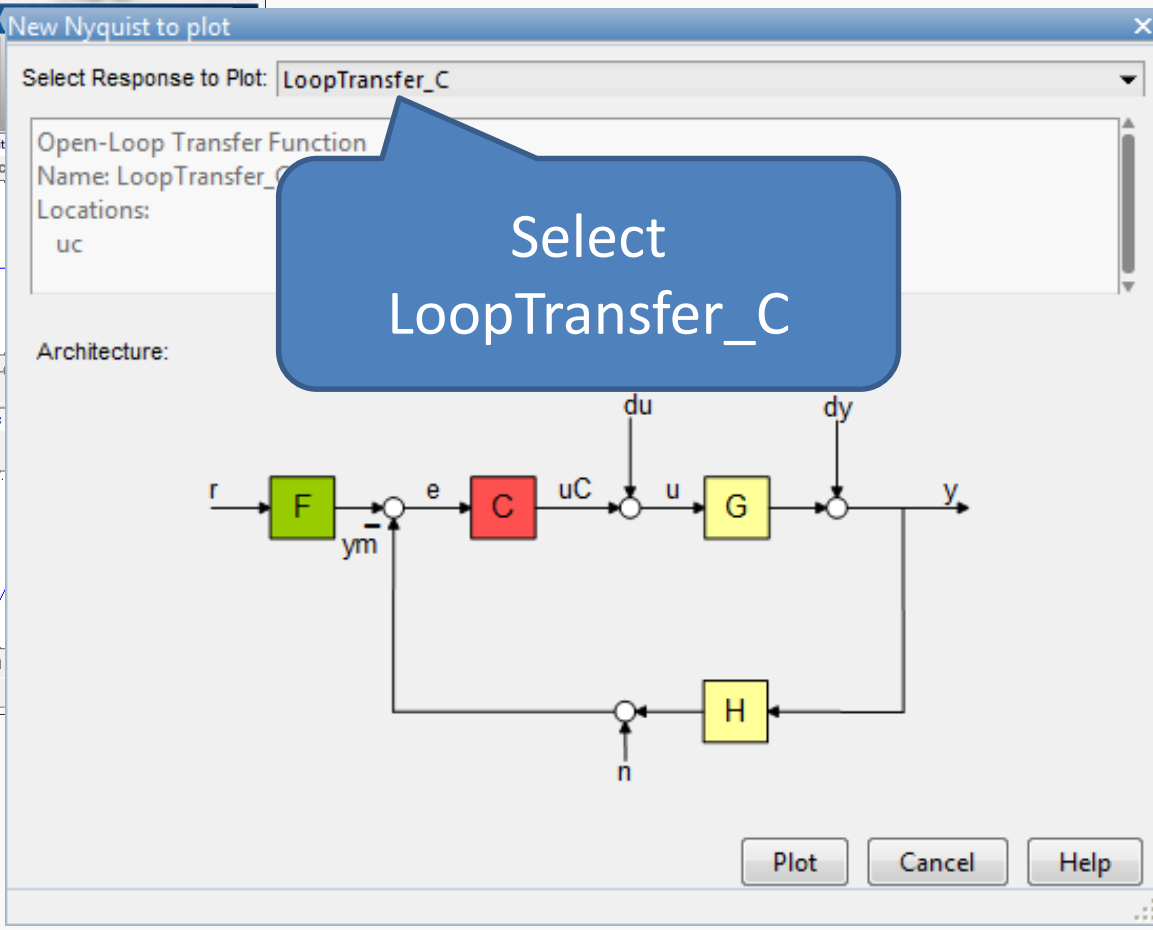 New Nyquist to plot
Select Response to Plot: LoopTransfer_C
Open-Loop Transfer Function
Name: LoopTransfer_
Locations:
uc
Select
LoopTransfer_C
Architecture:
du
dy
r
F
e
C
uC
u
G
y
ym
H
n
Plot
Cancel
Help